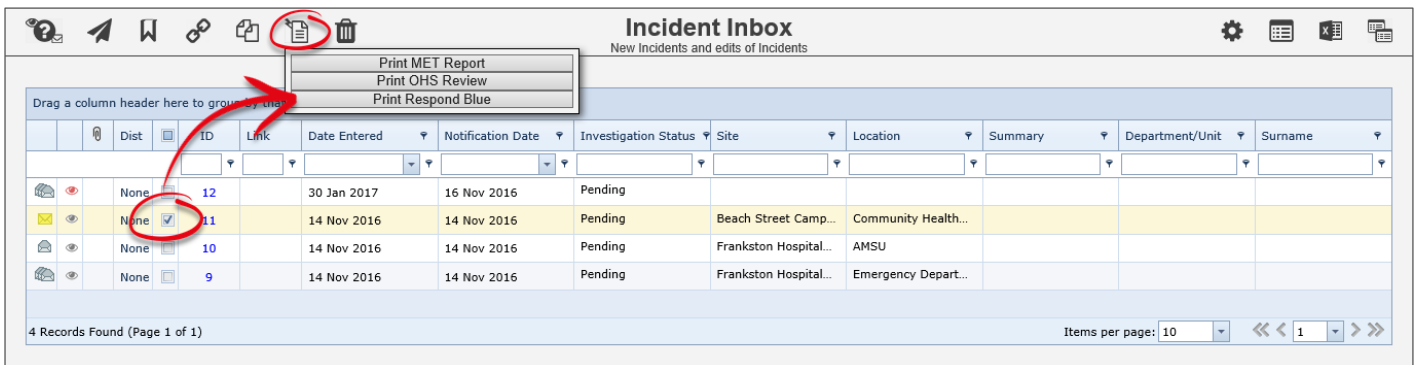 Incident Inbox
New Incidents and edits of Incidents
Print MET Report
Print OHS Review
Print Respond Blue
Drag a column header here to group by that
Dist ID Link Date Entered Notification Date Investigation Status Site Location Summary Department/Unit Surname
None 12 30 Jan 2017 16 Nov 2016 Pending
None 11 14 Nov 2016 14 Nov 2016 Pending Beach Street Camp... Community Health...
None 10 14 Nov 2016 14 Nov 2016 Pending Frankston Hospital... AMSU
None 9 14 Nov 2016 14 Nov 2016 Pending Frankston Hospital... Emergency Depart...
4 Records Found (Page 1 of 1) Items per page: 10 1